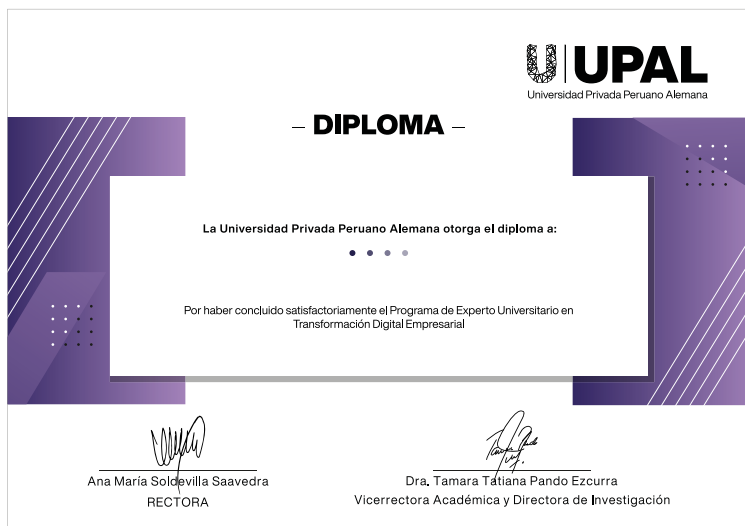 UPAL
Universidad Privada Peruano Alemana
– DIPLOMA –
La Universidad Privada Peruano Alemana otorga el diploma a:
Por haber concluido satisfactoriamente el Programa de Experto Universitario en
Transformación Digital Empresarial
Ana María Soldevilla Saavedra
RECTORA
Dra. Tamara Tatiana Pando Ezcurra
Vicerrectora Académica y Directora de Investigación